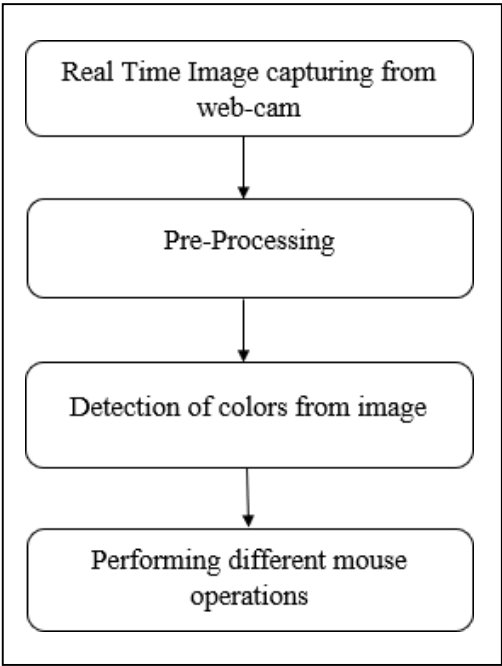 Real Time Image capturing from
web-cam
Pre-Processing
Detection of colors from image
Performing different mouse
operations